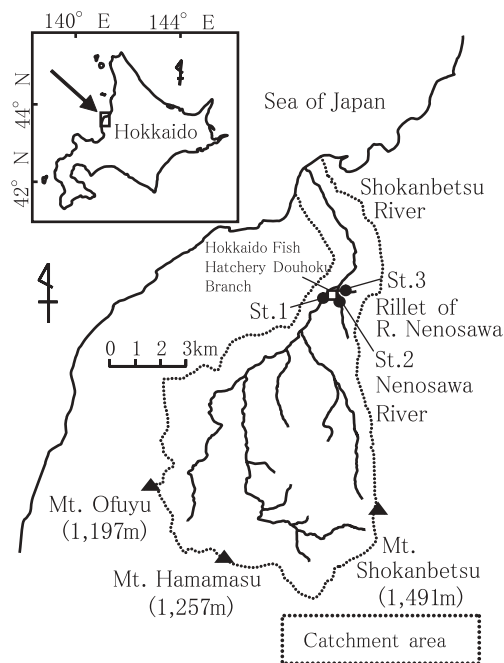 140° E
144° E
44° N
42° N
Hokkaido
Sea of Japan
Shokanbetsu
River
Hokkaido Fish
Hatchery Douhoku
Branch
St.3
St.1
Rillet of
R. Nenosawa
St.2
Nenosawa
River
0 1 2 3km
Mt. Ofuyu
(1,197m)
Mt. Hamamasu
(1,257m)
Mt.
Shokanbetsu
(1,491m)
Catchment area